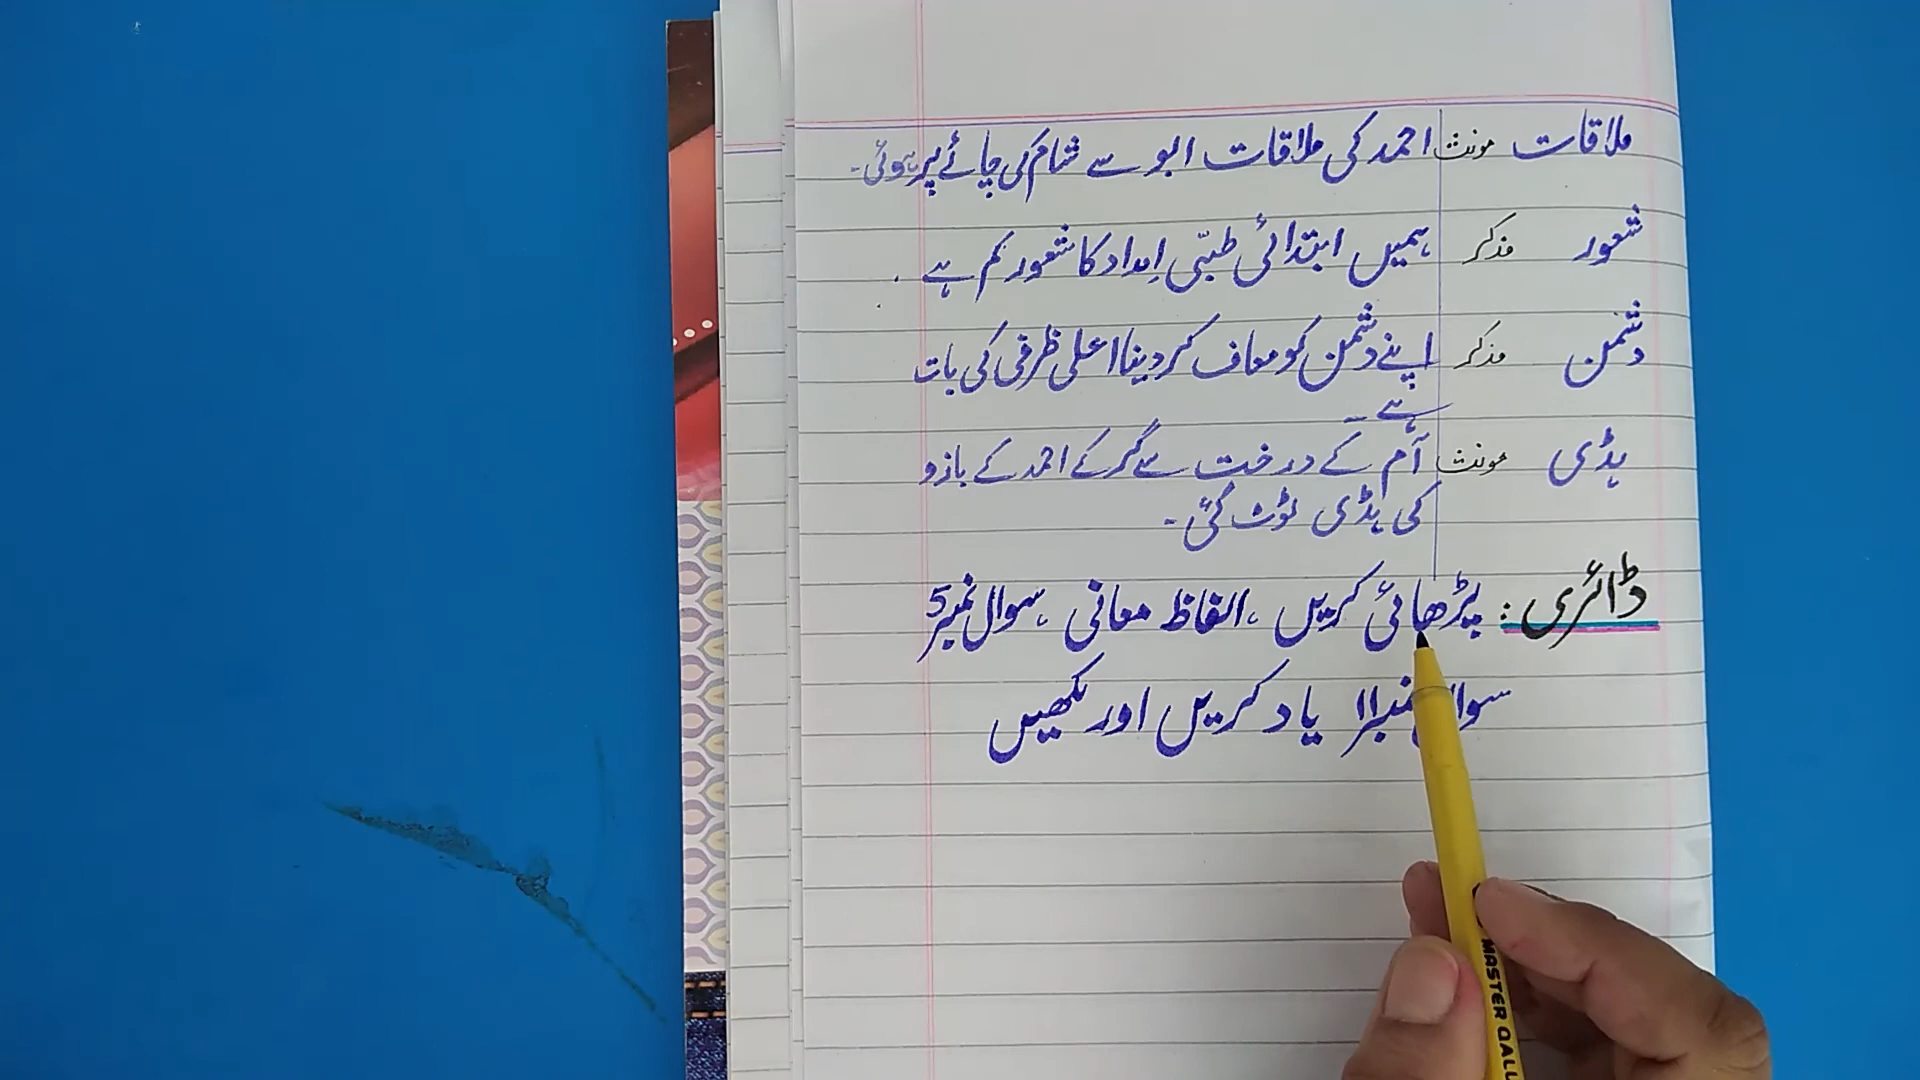 ملاقات مونث احمد کی ملاقات ابو سے شام کی چائے پر ہوئی۔
شعور مذکر ہمیں ابتدائی طبّی اِمداد کا شعور کم ہے۔
دشمن مذکر اپنے دشمن کو معاف کر دینا اعلی ظرفی کی بات
ہے۔
ہڈی مونث آم کے درخت سے گر کے احمد کے بازو
کی ہڈی ٹوٹ گئی۔
ڈائری: پڑھائی کریں، الفاظ معانی، سوال نمبر 5
سوال نمبر 11 یاد کریں اور لکھیں
MASTER